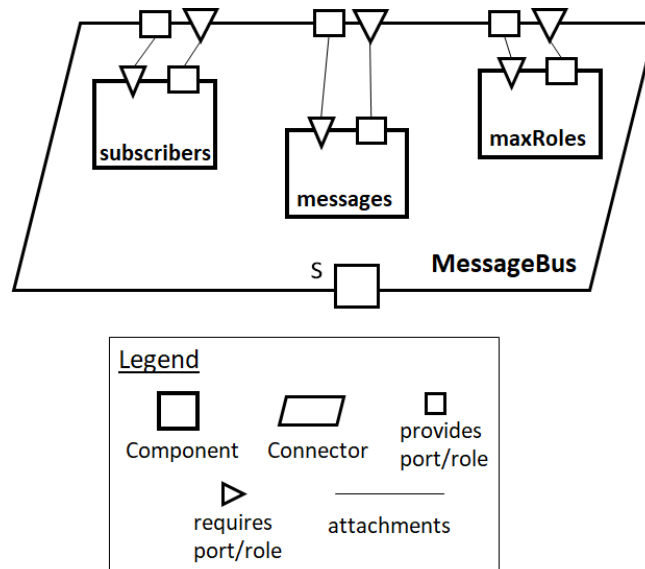 subscribers
messages
maxRoles
S
MessageBus
Legend
Component
Connector
provides
port/role
requires
port/role
attachments